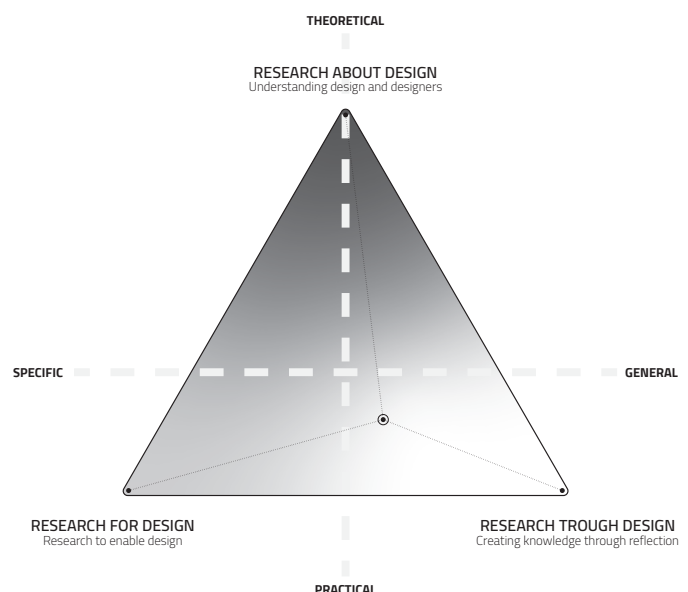 THEORETICAL
RESEARCH ABOUT DESIGN
Understanding design and designers
SPECIFIC
GENERAL
RESEARCH FOR DESIGN
Research to enable design
RESEARCH TROUGH DESIGN
Creating knowledge through reflection
PRACTICAL